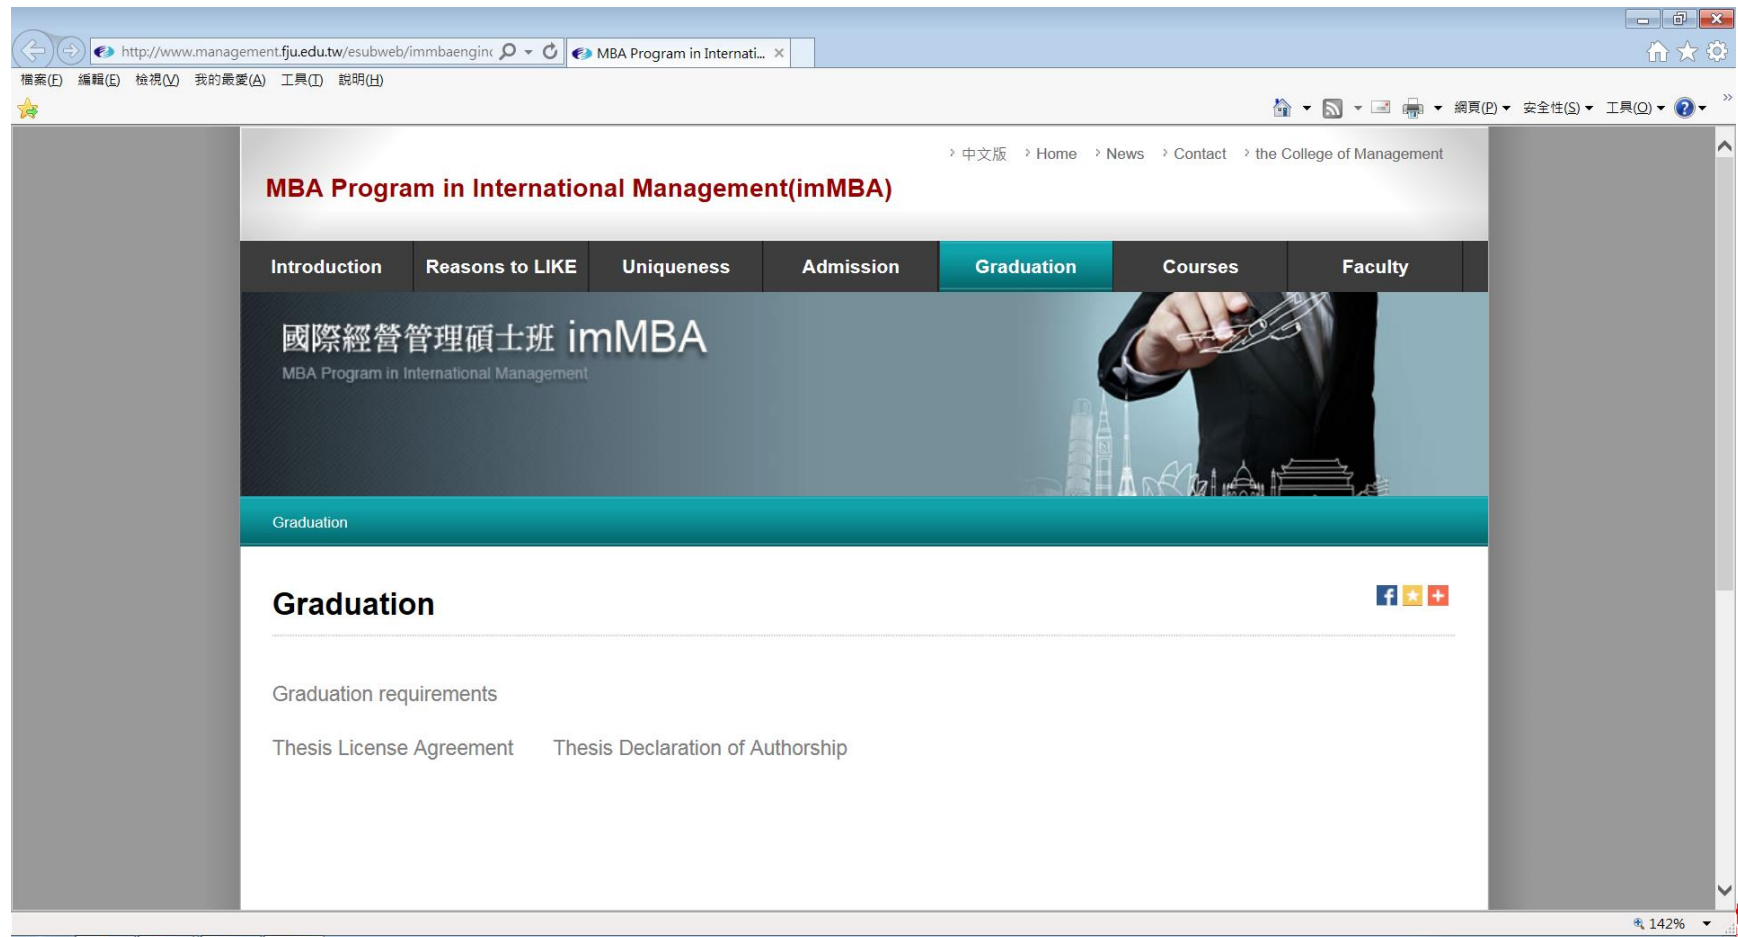 http://www.management.fju.edu.tw/esubweb/immbaengin
MBA Program in Internati...
檔案(F) 編輯(E) 檢視(V) 我的最愛(A) 工具(T) 說明(H)
網頁(P) 安全性(S) 工具(O)
中文版 Home News Contact the College of Management
MBA Program in International Management(imMBA)
Introduction Reasons to LIKE Uniqueness Admission Graduation Courses Faculty
國際經營管理碩士班 imMBA
MBA Program in International Management
Graduation
Graduation
Graduation requirements
Thesis License Agreement Thesis Declaration of Authorship
142%